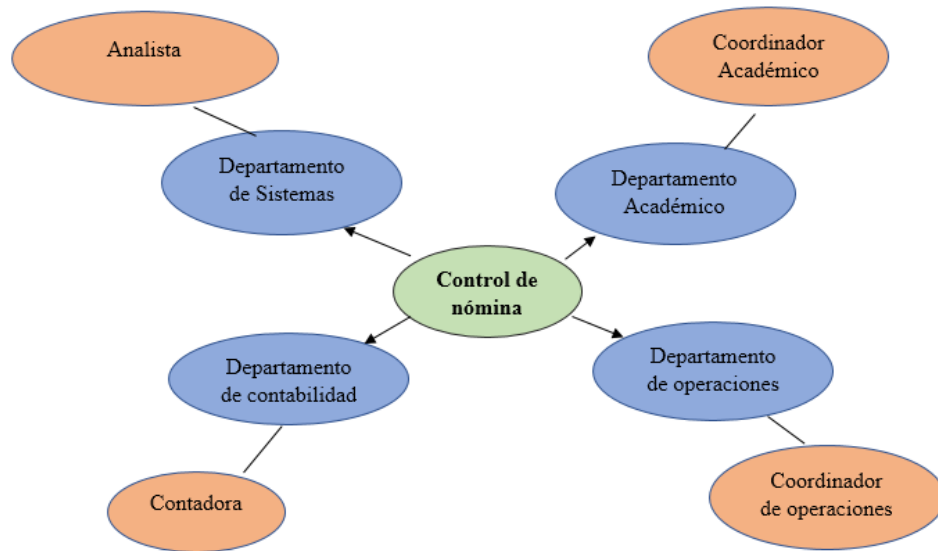 Analista
Coordinador
Académico
Departamento
de Sistemas
Departamento
Académico
Control de
nómina
Departamento
de contabilidad
Departamento
de operaciones
Contadora
Coordinador
de operaciones